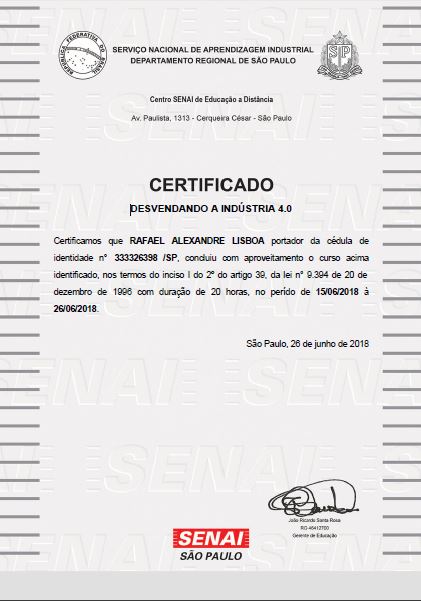 REPÚBLICA FEDERATIVA DO BRASIL
SP
SERVIÇO NACIONAL DE APRENDIZAGEM INDUSTRIAL
DEPARTAMENTO REGIONAL DE SÃO PAULO
Centro SENAI de Educação a Distância
Av. Paulista, 1313 - Cerqueira César - São Paulo
CERTIFICADO
DESVENDANDO A INDÚSTRIA 4.0
Certificamos que RAFAEL ALEXANDRE LISBOA portador da cédula de
identidade n° 333326398 /SP, concluiu com aproveitamento o curso acima
identificado, nos termos do inciso I do 2º do artigo 39, da lei n° 9.394 de 20 de
dezembro de 1996 com duração de 20 horas, no perído de 15/06/2018 à
26/06/2018.
São Paulo, 26 de junho de 2018
João Ricardo Santa Rosa
RG 46412700
Gerente de Educação
SENAI
SÃO PAULO